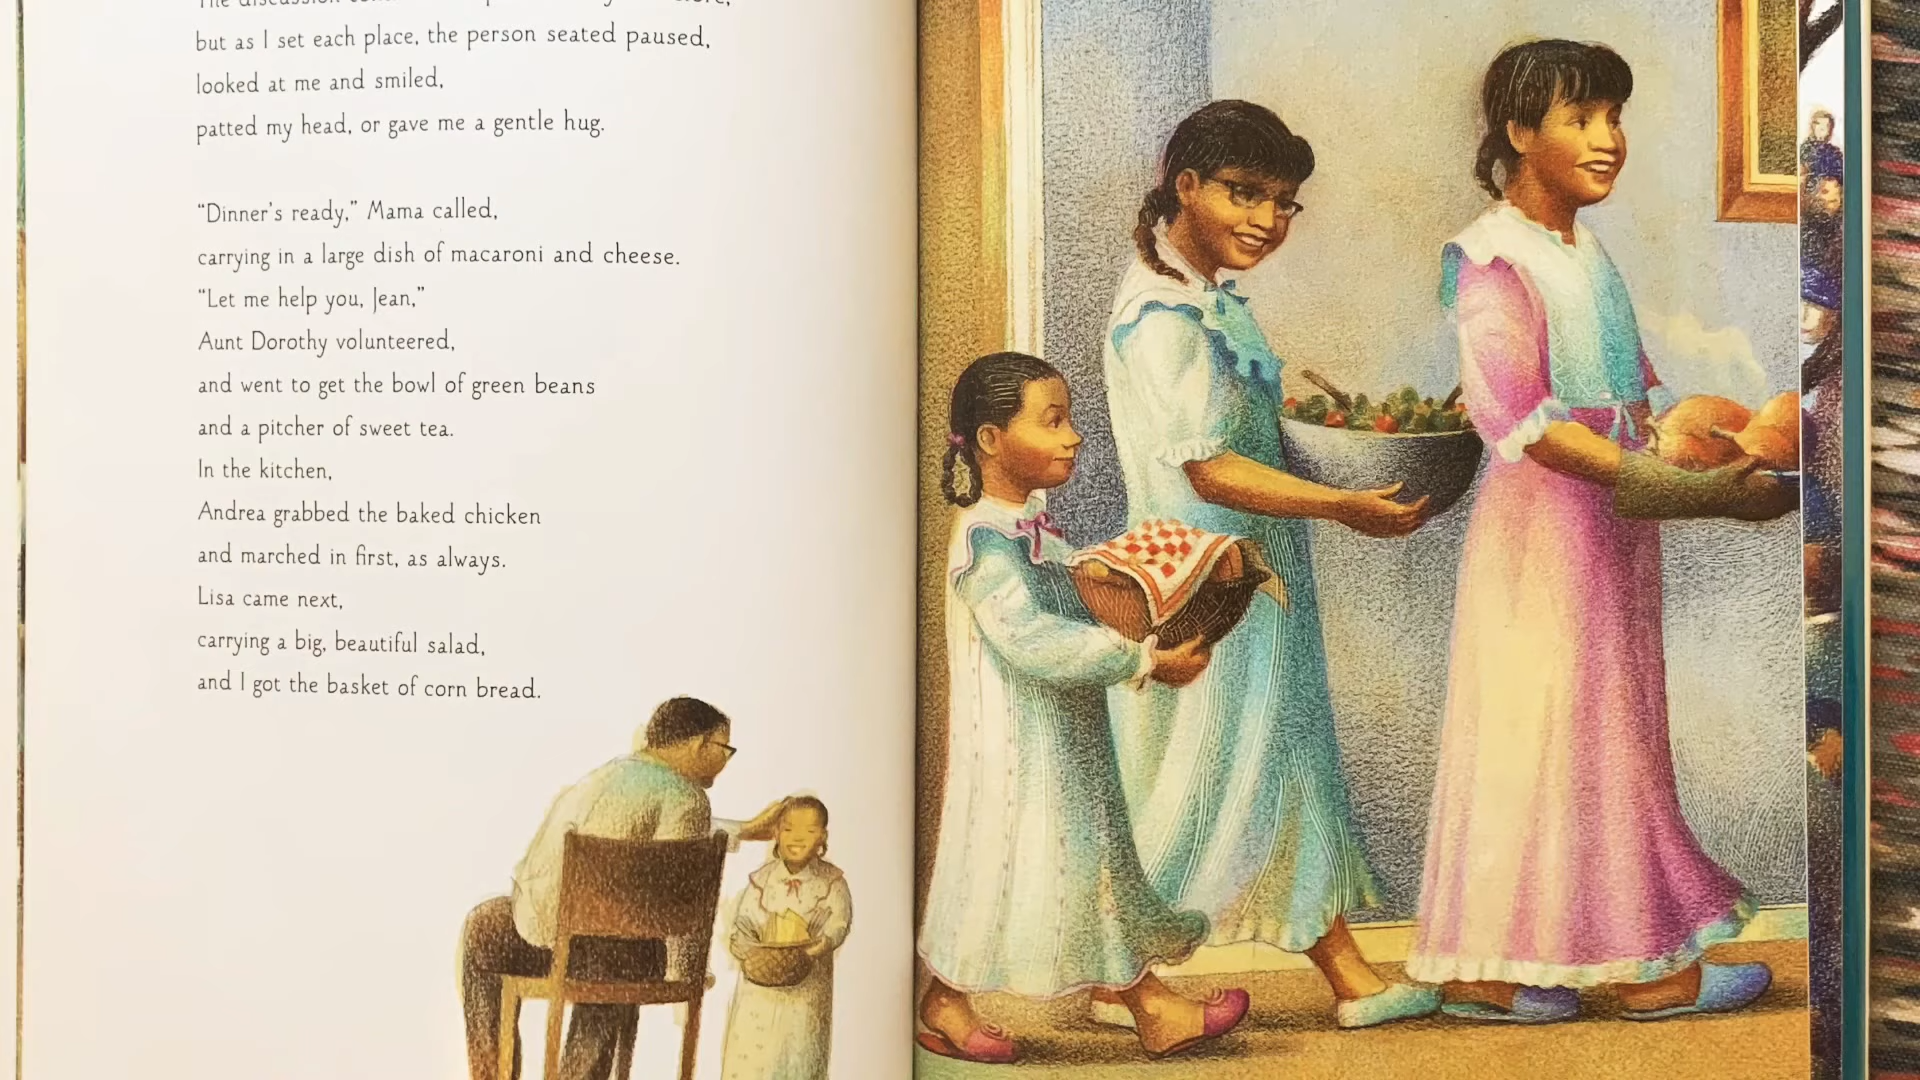 The discussion
but as I set each place, the person seated paused,
looked at me and smiled,
patted my head, or gave me a gentle hug.
“Dinner’s ready,” Mama called,
carrying in a large dish of macaroni and cheese.
“Let me help you, Jean,”
Aunt Dorothy volunteered,
and went to get the bowl of green beans
and a pitcher of sweet tea.
In the kitchen,
Andrea grabbed the baked chicken
and marched in first, as always.
Lisa came next,
carrying a big, beautiful salad,
and I got the basket of corn bread.